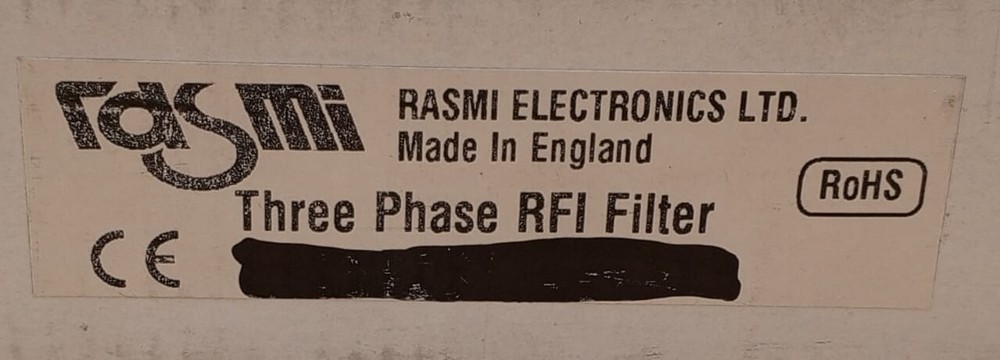 rasmi
RASMI ELECTRONICS LTD.
Made In England
Three Phase RFI Filter
RoHS
CE